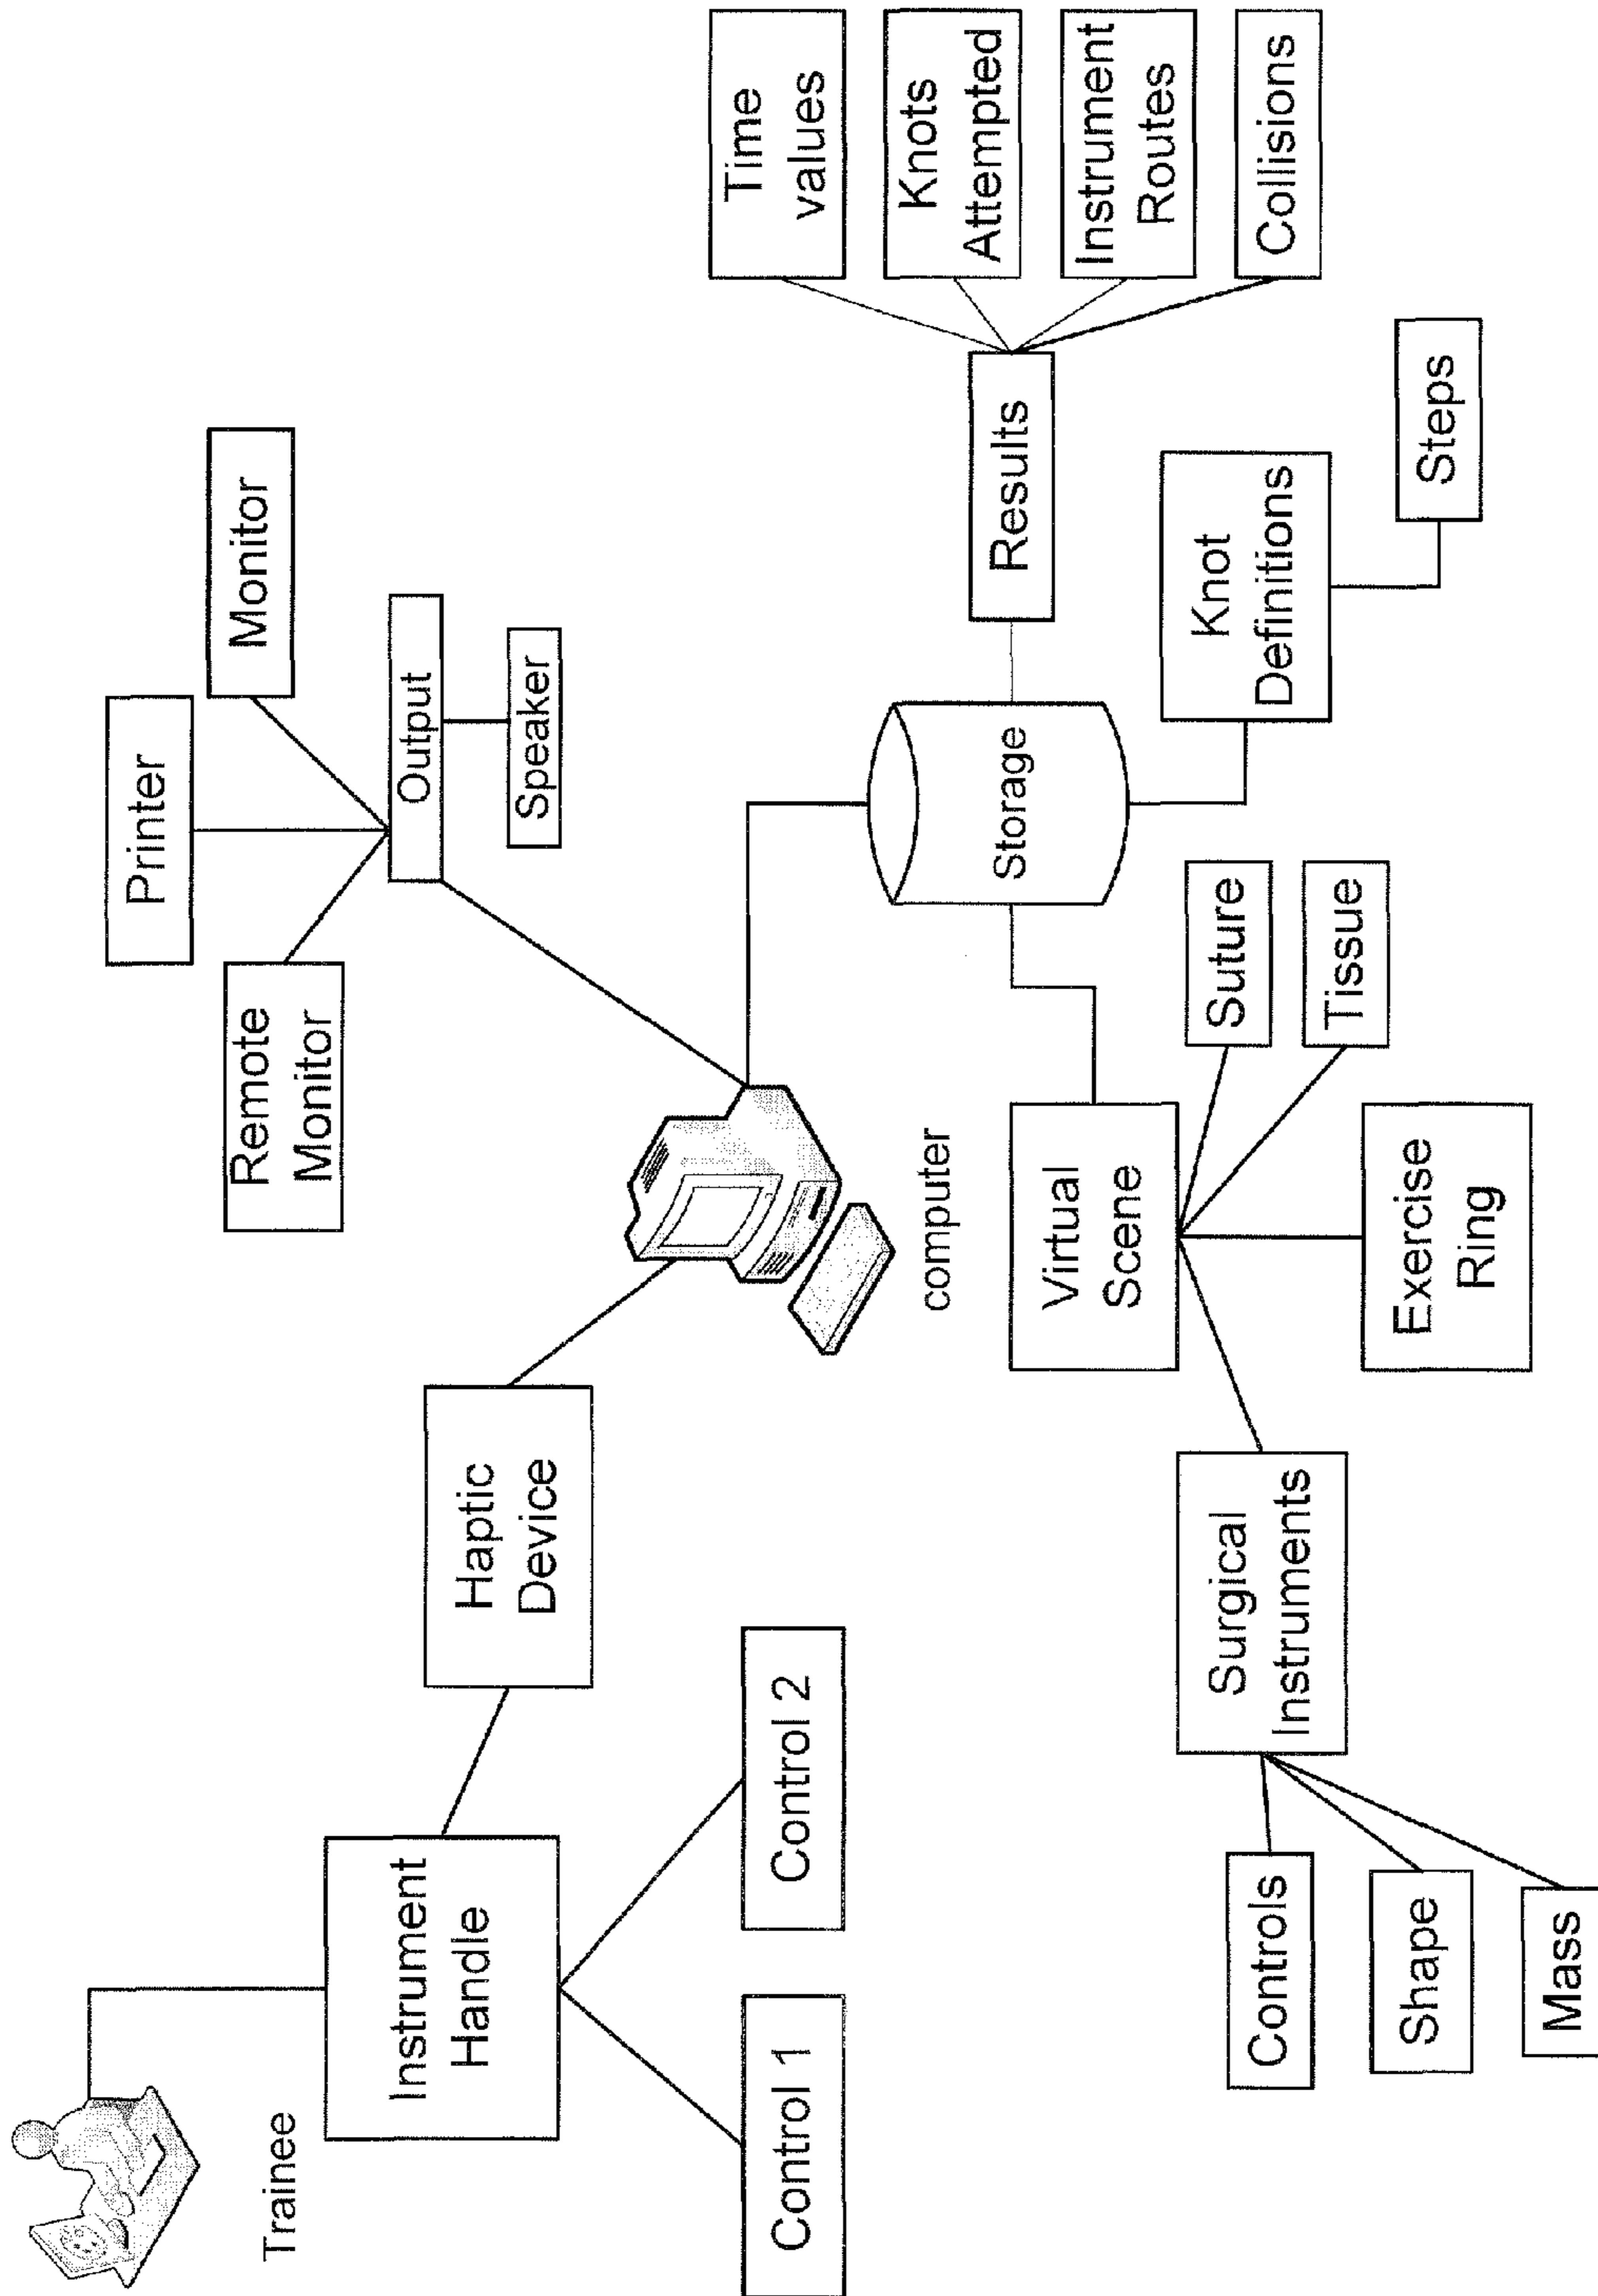 Trainee
Instrument
Handle
Control 1
Control 2
Haptic
Device
computer
Remote
Monitor
Printer
Monitor
Output
Speaker
Storage
Results
Time
values
Knots
Attempted
Instrument
Routes
Collisions
Knot
Definitions
Steps
Virtual
Scene
Suture
Tissue
Exercise
Ring
Surgical
Instruments
Controls
Shape
Mass